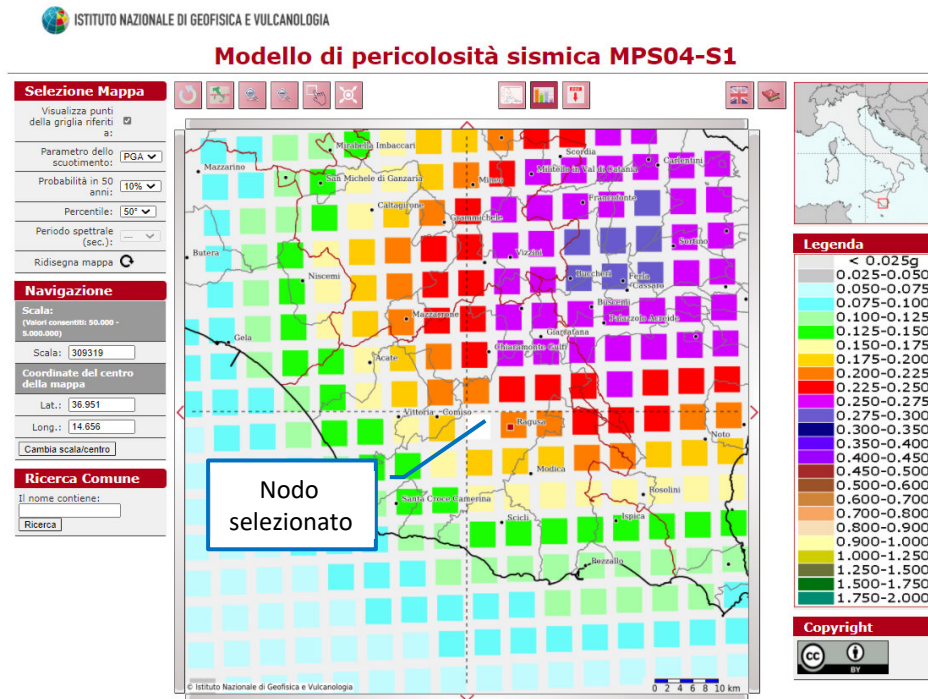 ISTITUTO NAZIONALE DI GEOFISICA E VULCANOLOGIA
Modello di pericolosità sismica MPS04-S1
Selezione Mappa
Visualizza punti
della griglia riferiti
a:
Parametro dello
scuotimento:
PGA
Probabilità in 50
anni:
10%
Percentile:
50°
Periodo spettrale
(sec.):
---
Ridisegna mappa
Navigazione
Scala:
(Valori consentiti: 50.000 -
5.000.000)
Scala: 309319
Coordinate del centro
della mappa
Lat.: 36.951
Long.: 14.656
Cambia scala/centro
Ricerca Comune
Il nome contiene:
Ricerca
Mirabella Imbaccari
Scordia
Mazzarrino
Militello in Val di Catania
Carlentini
San Michele di Ganzaria
Mineo
Francofonte
Caltagirone
Grammichele
Sortino
Butera
Vizzini
Niscemi
Buccheri
Ferla
Cassaro
Buscemi
Mazzarrone
Palazzolo Acreide
Gela
Giarratana
Chiaramonte Gulfi
Acate
Vittoria
Comiso
Ragusa
Noto
Nodo
selezionato
Modica
Rosolini
Santa Croce Camerina
Scicli
Ispica
Pozzallo
© Istituto Nazionale di Geofisica e Vulcanologia
0 2 4 6 8 10 km
Legenda
< 0.025g
0.025-0.050
0.050-0.075
0.075-0.100
0.100-0.125
0.125-0.150
0.150-0.175
0.175-0.200
0.200-0.225
0.225-0.250
0.250-0.275
0.275-0.300
0.300-0.350
0.350-0.400
0.400-0.450
0.450-0.500
0.500-0.600
0.600-0.700
0.700-0.800
0.800-0.900
0.900-1.000
1.000-1.250
1.250-1.500
1.500-1.750
1.750-2.000
Copyright
cc
BY